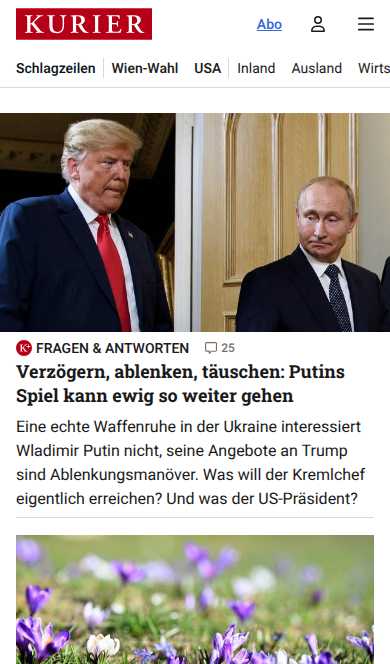 KURIER
Abo
Schlagzeilen Wien-Wahl USA Inland Ausland Wirts
K+ FRAGEN & ANTWORTEN 25
Verzögern, ablenken, täuschen: Putins
Spiel kann ewig so weiter gehen
Eine echte Waffenruhe in der Ukraine interessiert
Wladimir Putin nicht, seine Angebote an Trump
sind Ablenkungsmanöver. Was will der Kremlchef
eigentlich erreichen? Und was der US-Präsident?